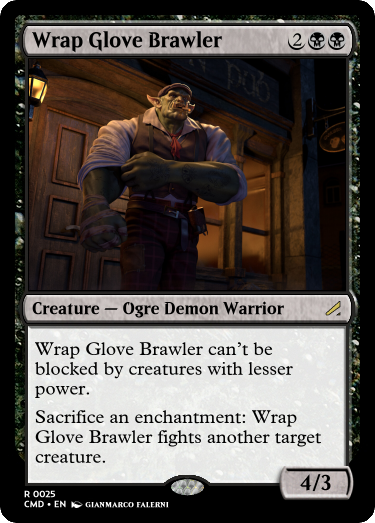 Wrap Glove Brawler 2
Creature — Ogre Demon Warrior
Wrap Glove Brawler can't be
blocked by creatures with lesser
power.
Sacrifice an enchantment: Wrap
Glove Brawler fights another target
creature.
4/3
R 0025
CMD • EN GIANMARCO FALERNI